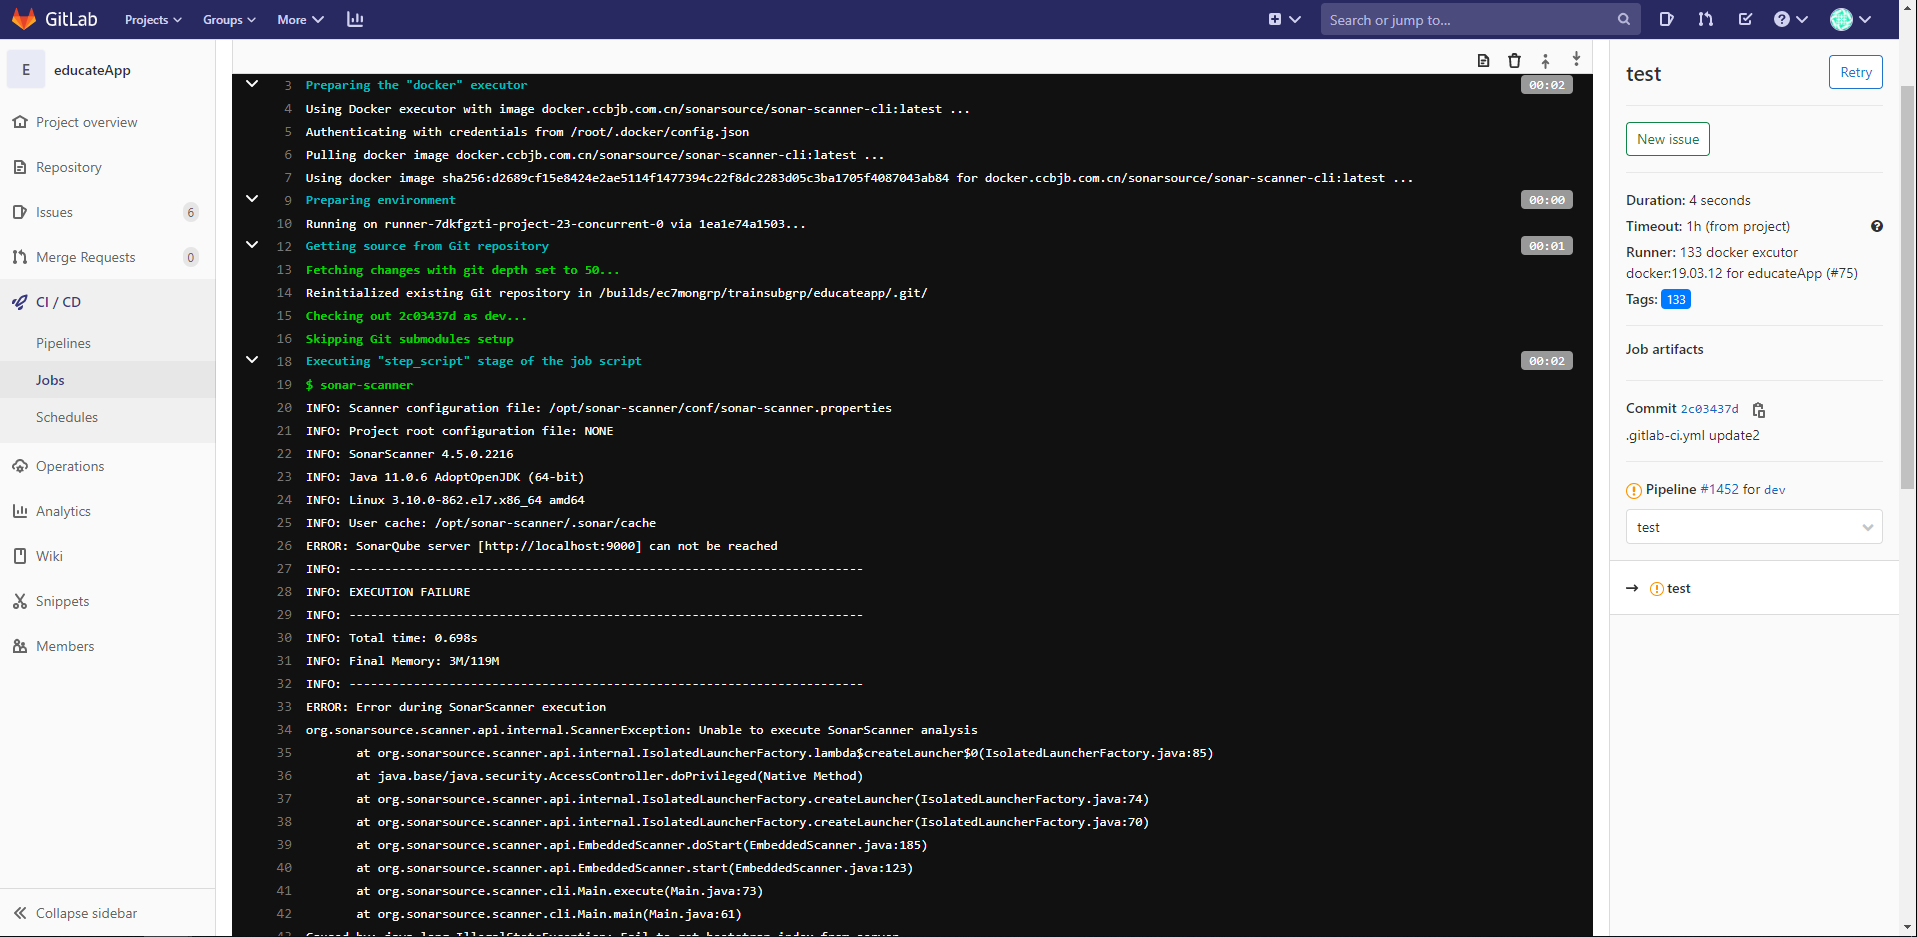 GitLab
Projects
Groups
More
Search or jump to...
E
educateApp
Project overview
Repository
Issues 6
Merge Requests 0
CI / CD
Pipelines
Jobs
Schedules
Operations
Analytics
Wiki
Snippets
Members
Collapse sidebar
3 Preparing the "docker" executor 00:02
4 Using Docker executor with image docker.ccbjb.com.cn/sonarsource/sonar-scanner-cli:latest ...
5 Authenticating with credentials from /root/.docker/config.json
6 Pulling docker image docker.ccbjb.com.cn/sonarsource/sonar-scanner-cli:latest ...
7 Using docker image sha256:d2689cf15e8424e2ae5114f1477394c22f8dc2283d05c3ba1705f4087043ab84 for docker.ccbjb.com.cn/sonarsource/sonar-scanner-cli:latest ...
9 Preparing environment 00:00
10 Running on runner-7dkfgzti-project-23-concurrent-0 via 1ea1e74a1503...
12 Getting source from Git repository 00:01
13 Fetching changes with git depth set to 50...
14 Reinitialized existing Git repository in /builds/ec7mongrp/trainsubgrp/educateapp/.git/
15 Checking out 2c03437d as dev...
16 Skipping Git submodules setup
18 Executing "step_script" stage of the job script 00:02
19 $ sonar-scanner
20 INFO: Scanner configuration file: /opt/sonar-scanner/conf/sonar-scanner.properties
21 INFO: Project root configuration file: NONE
22 INFO: SonarScanner 4.5.0.2216
23 INFO: Java 11.0.6 AdoptOpenJDK (64-bit)
24 INFO: Linux 3.10.0-862.el7.x86_64 amd64
25 INFO: User cache: /opt/sonar-scanner/.sonar/cache
26 ERROR: SonarQube server [http://localhost:9000] can not be reached
27 INFO: ------------------------------------------------------------------------
28 INFO: EXECUTION FAILURE
29 INFO: ------------------------------------------------------------------------
30 INFO: Total time: 0.698s
31 INFO: Final Memory: 3M/119M
32 INFO: ------------------------------------------------------------------------
33 ERROR: Error during SonarScanner execution
34 org.sonarsource.scanner.api.internal.ScannerException: Unable to execute SonarScanner analysis
35 at org.sonarsource.scanner.api.internal.IsolatedLauncherFactory.lambda$createLauncher$0(IsolatedLauncherFactory.java:85)
36 at java.base/java.security.AccessController.doPrivileged(Native Method)
37 at org.sonarsource.scanner.api.internal.IsolatedLauncherFactory.createLauncher(IsolatedLauncherFactory.java:74)
38 at org.sonarsource.scanner.api.internal.IsolatedLauncherFactory.createLauncher(IsolatedLauncherFactory.java:70)
39 at org.sonarsource.scanner.api.EmbeddedScanner.doStart(EmbeddedScanner.java:185)
40 at org.sonarsource.scanner.api.EmbeddedScanner.start(EmbeddedScanner.java:123)
41 at org.sonarsource.scanner.cli.Main.execute(Main.java:73)
42 at org.sonarsource.scanner.cli.Main.main(Main.java:61)
43 Caused by: java.lang.IllegalStateException: Fail to get bootstrap index from server
test
Retry
New issue
Duration: 4 seconds
Timeout: 1h (from project)
Runner: 133 docker excutor
docker:19.03.12 for educateApp (#75)
Tags: 133
Job artifacts
Commit 2c03437d
.gitlab-ci.yml update2
Pipeline #1452 for dev
test
test